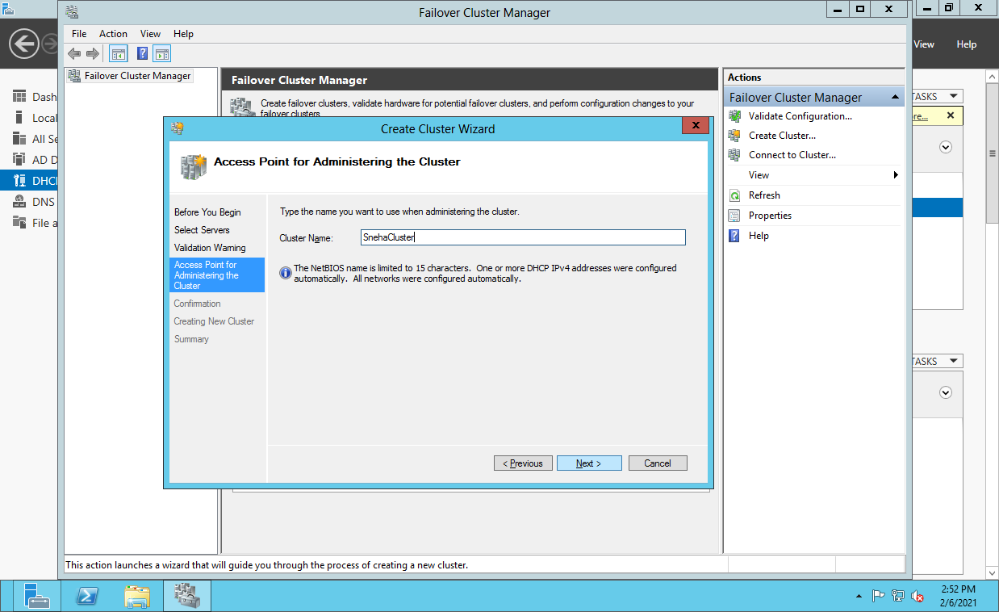 Failover Cluster Manager
File Action View Help
View Help
Failover Cluster Manager
Dash
Local
All Se
AD D
DHCP
DNS
File a
Failover Cluster Manager
Create failover clusters, validate hardware for potential failover clusters, and perform configuration changes to your
failover clusters
Actions
Failover Cluster Manager
Validate Configuration...
Create Cluster...
Connect to Cluster...
View
Refresh
Properties
Help
TASKS
re...
TASKS
Create Cluster Wizard
Access Point for Administering the Cluster
Before You Begin
Select Servers
Validation Warning
Access Point for
Administering the
Cluster
Confirmation
Creating New Cluster
Summary
Type the name you want to use when administering the cluster.
Cluster Name: SnehaCluster
The NetBIOS name is limited to 15 characters. One or more DHCP IPv4 addresses were configured
automatically. All networks were configured automatically.
< Previous Next > Cancel
This action launches a wizard that will guide you through the process of creating a new cluster.
2:52 PM
2/6/2021